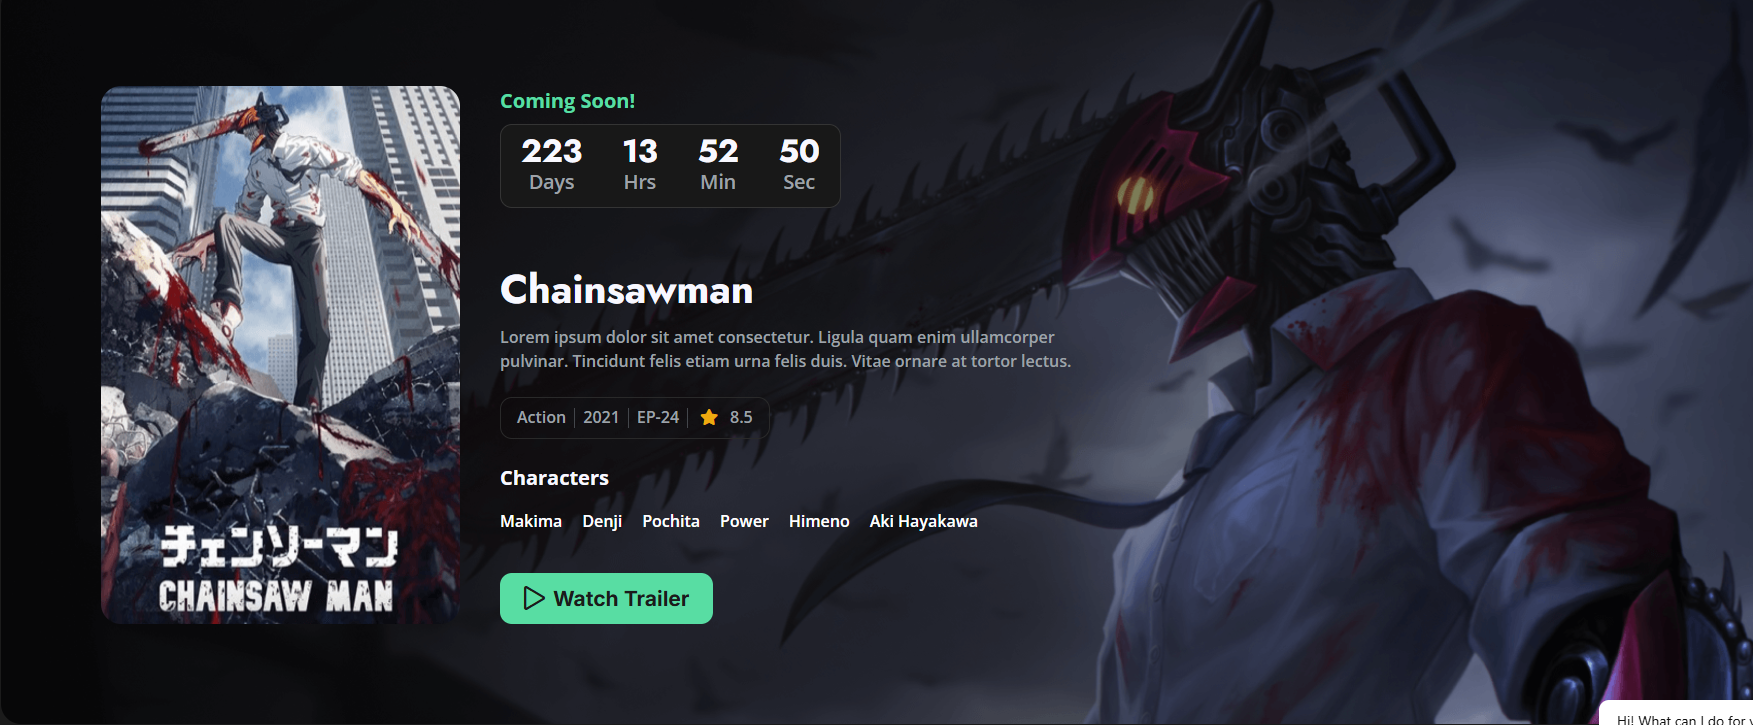 Coming Soon!
223 13 52 50
Days Hrs Min Sec
Chainsawman
Lorem ipsum dolor sit amet consectetur. Ligula quam enim ullamcorper
pulvinar. Tincidunt felis etiam urna felis duis. Vitae ornare at tortor lectus.
Action 2021 EP-24 8.5
Characters
Makima Denji Pochita Power Himeno Aki Hayakawa
Watch Trailer
チェンソーマン
CHAINSAW MAN
Hi! What can I do for